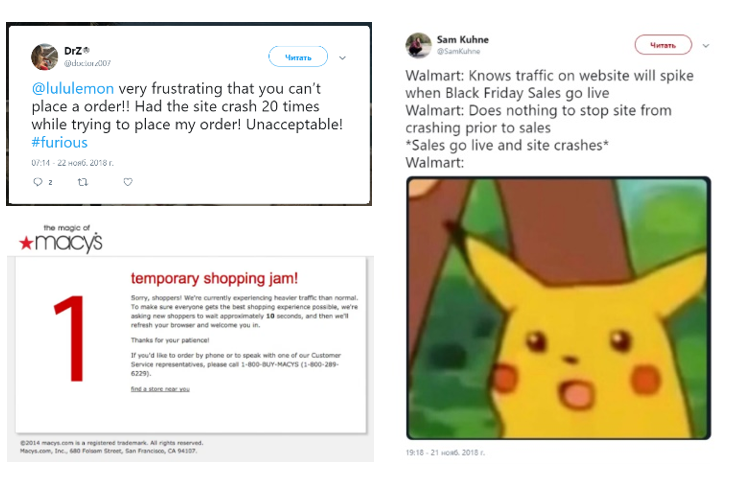 DrZ®
@doctorz007
Читать
@lululemon very frustrating that you can't
place a order!! Had the site crash 20 times
while trying to place my order! Unacceptable!
#furious
07:14 - 22 нояб. 2018 г.
2
the magic of
macy's
1
temporary shopping jam!
Sorry, shoppers! We're currently experiencing heavier traffic than normal.
To make sure everyone gets the best shopping experience possible, we're
asking new shoppers to wait approximately 10 seconds, and then we'll
refresh your browser and welcome you in.
Thanks for your patience!
If you'd like to order by phone or to speak with one of our Customer
Service representatives, please call 1-800-BUY-MACYS (1-800-289-
6229).
find a store near you
©2014 macys.com is a registered trademark. All rights reserved.
Macys.com, Inc., 680 Folsom Street, San Francisco, CA 94107.
Sam Kuhne
@SamKuhne
Читать
Walmart: Knows traffic on website will spike
when Black Friday Sales go live
Walmart: Does nothing to stop site from
crashing prior to sales
*Sales go live and site crashes*
Walmart:
19:18 - 21 нояб. 2018 г.